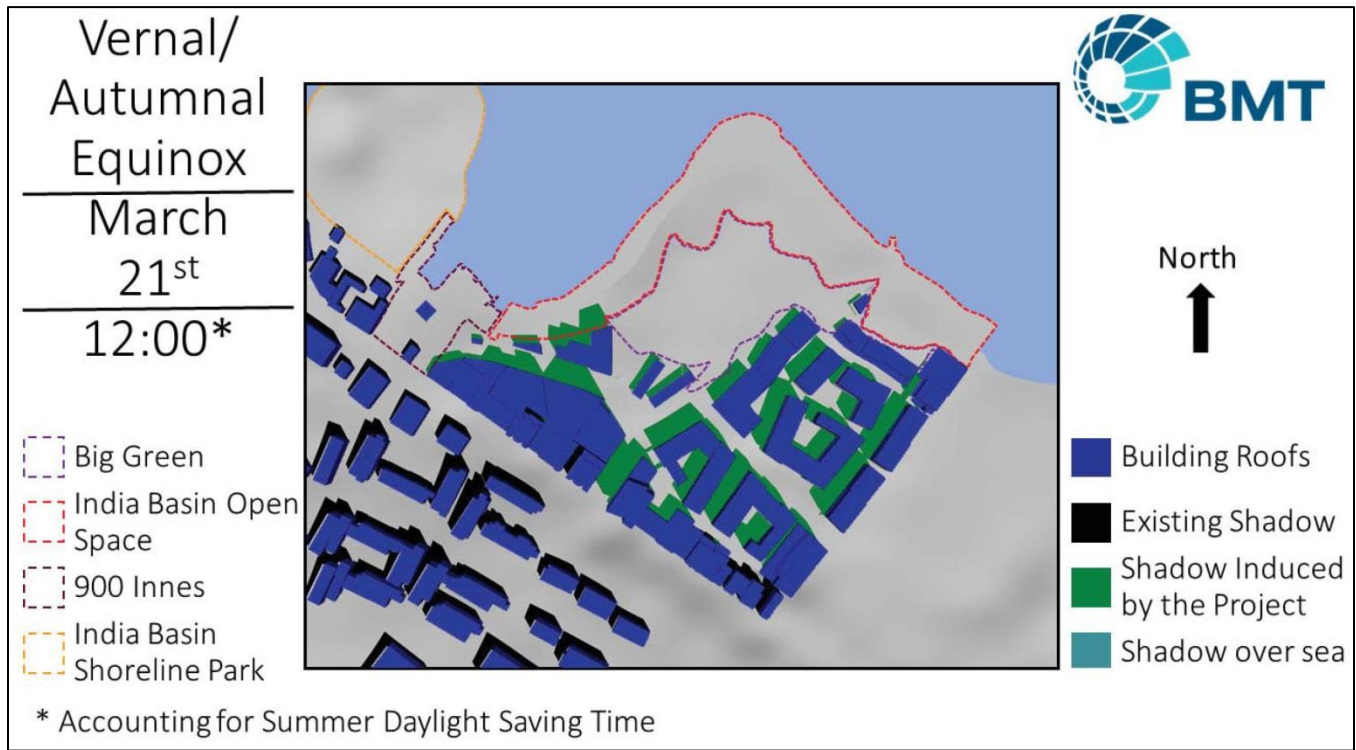 Vernal/
Autumnal
Equinox
March
21st
12:00*
Big Green
India Basin Open
Space
900 Innes
India Basin
Shoreline Park
* Accounting for Summer Daylight Saving Time
BMT
North
Building Roofs
Existing Shadow
Shadow Induced
by the Project
Shadow over sea